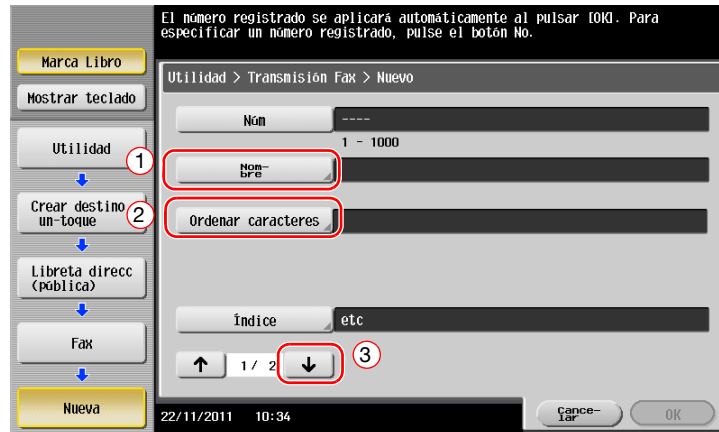 El número registrado se aplicará automáticamente al pulsar [OK]. Para
especificar un número registrado, pulse el botón No.
Marca Libro
Mostrar teclado
Utilidad
Crear destino
un-toque
Libreta direcc
(pública)
Fax
Nueva
Utilidad > Transmisión Fax > Nuevo
Núm
----
1 - 1000
1
Nom-
bre
2
Ordenar caracteres
Índice
etc
↑ 1/ 2 ↓
3
22/11/2011 10:34
Cance-
lar
OK